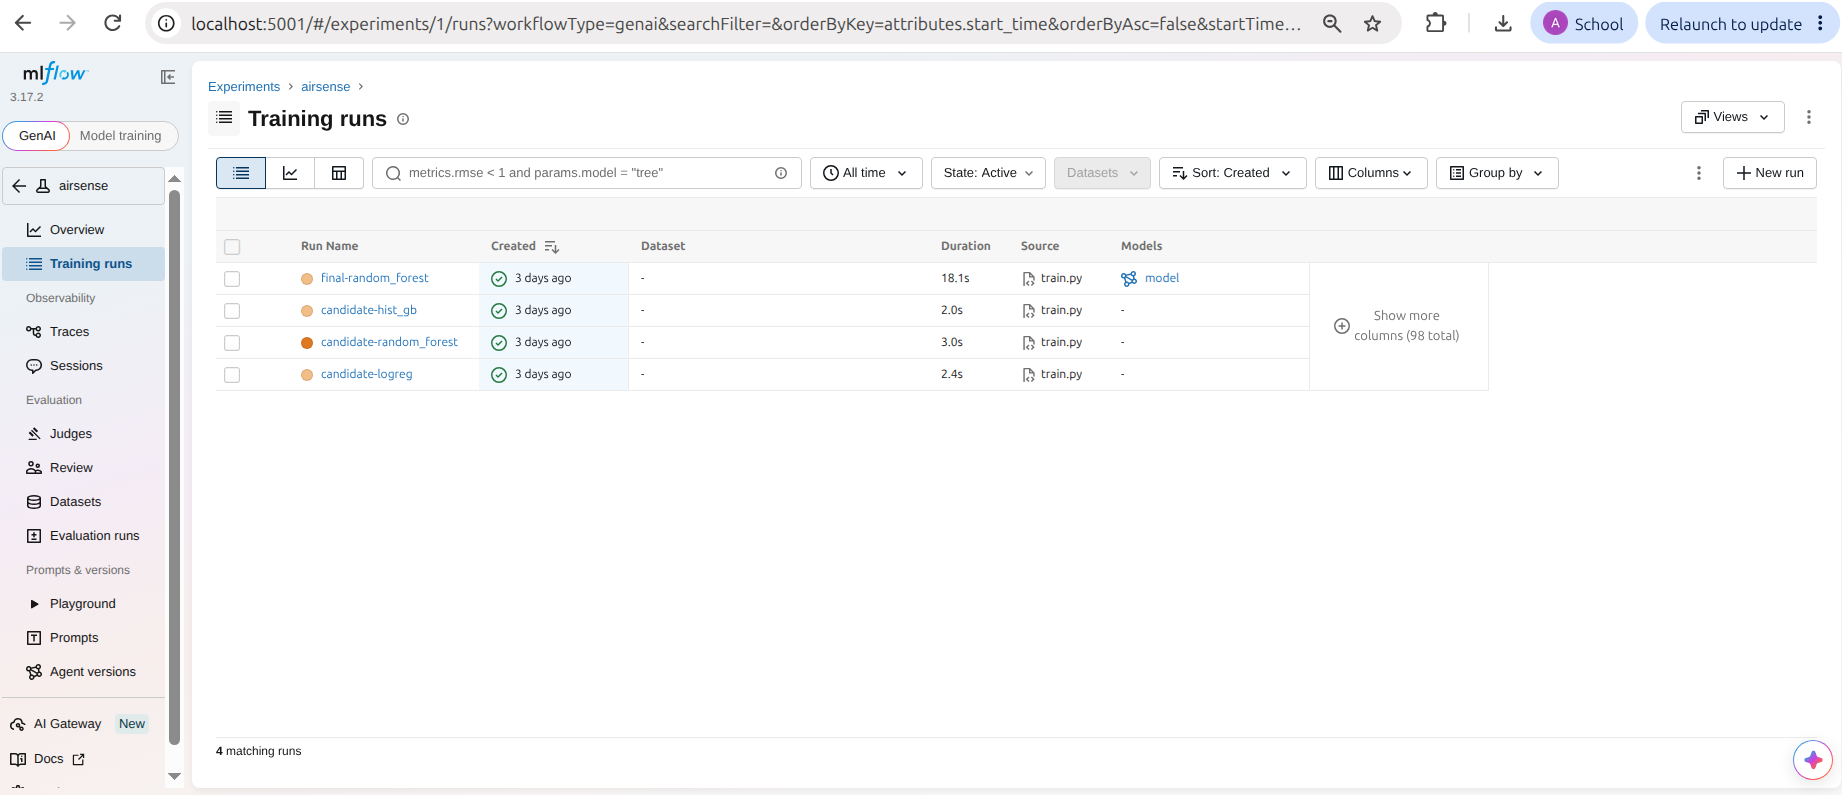 localhost:5001/#/experiments/1/runs?workflowType=genai&searchFilter=&orderByKey=attributes.start_time&orderByAsc=false&startTime...
A School
Relaunch to update
mlflow
3.17.2
GenAI
Model training
airsense
Overview
Training runs
Observability
Traces
Sessions
Evaluation
Judges
Review
Datasets
Evaluation runs
Prompts & versions
Playground
Prompts
Agent versions
AI Gateway New
Docs
Experiments > airsense >
Training runs
Views
metrics.rmse < 1 and params.model = "tree"
All time
State: Active
Datasets
Sort: Created
Columns
Group by
New run
Run Name Created Dataset Duration Source Models
final-random_forest 3 days ago - 18.1s train.py model
candidate-hist_gb 3 days ago - 2.0s train.py -
candidate-random_forest 3 days ago - 3.0s train.py -
candidate-logreg 3 days ago - 2.4s train.py -
Show more
columns (98 total)
4 matching runs